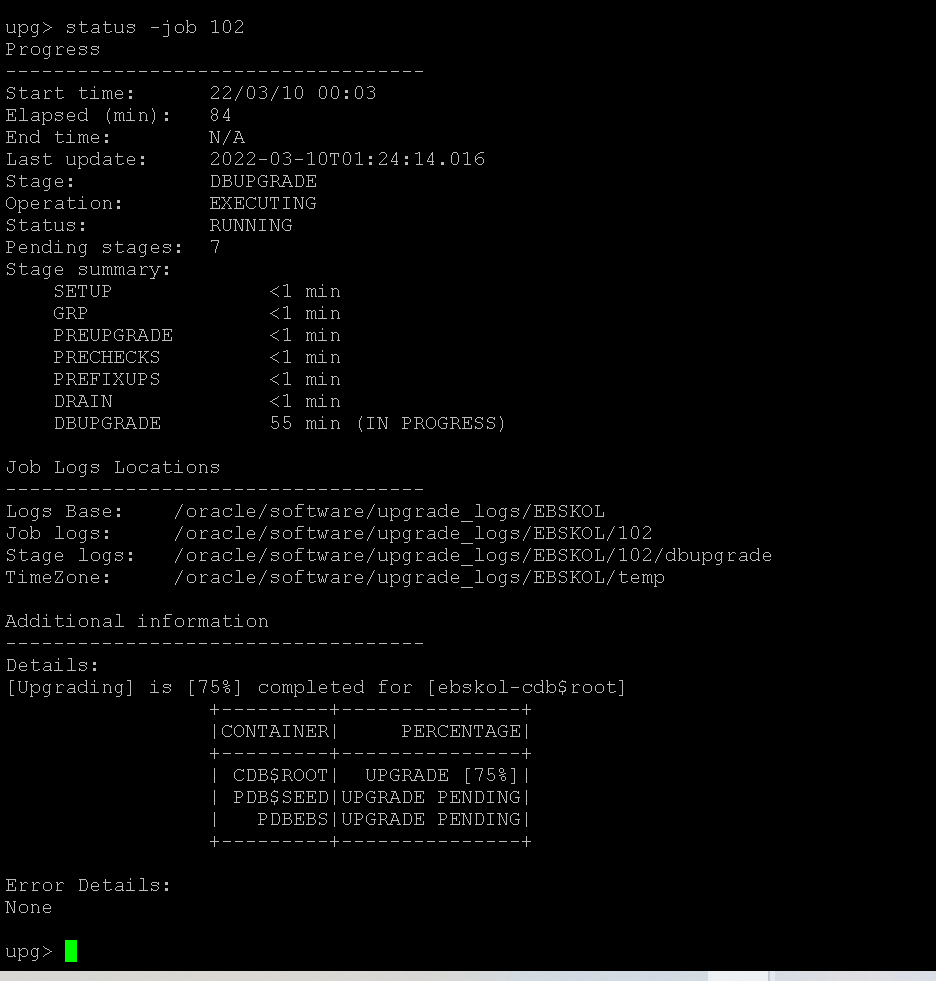 upg> status -job 102
Progress
-----------------------------------
Start time:      22/03/10 00:03
Elapsed (min):   84
End time:        N/A
Last update:     2022-03-10T01:24:14.016
Stage:           DBUPGRADE
Operation:       EXECUTING
Status:          RUNNING
Pending stages:  7
Stage summary:
    SETUP             <1 min
    GRP               <1 min
    PREUPGRADE        <1 min
    PRECHECKS         <1 min
    PREFIXUPS         <1 min
    DRAIN             <1 min
    DBUPGRADE         55 min (IN PROGRESS)
Job Logs Locations
-----------------------------------
Logs Base:    /oracle/software/upgrade_logs/EBSKOL
Job logs:     /oracle/software/upgrade_logs/EBSKOL/102
Stage logs:   /oracle/software/upgrade_logs/EBSKOL/102/dbupgrade
TimeZone:     /oracle/software/upgrade_logs/EBSKOL/temp
Additional information
-----------------------------------
Details:
[Upgrading] is [75%] completed for [ebskol-cdb$root]
                 +---------+---------------+
                 |CONTAINER|     PERCENTAGE|
                 +---------+---------------+
                 | CDB$ROOT|  UPGRADE [75%]|
                 | PDB$SEED|UPGRADE PENDING|
                 |   PDBEBS|UPGRADE PENDING|
                 +---------+---------------+
Error Details:
None
upg>